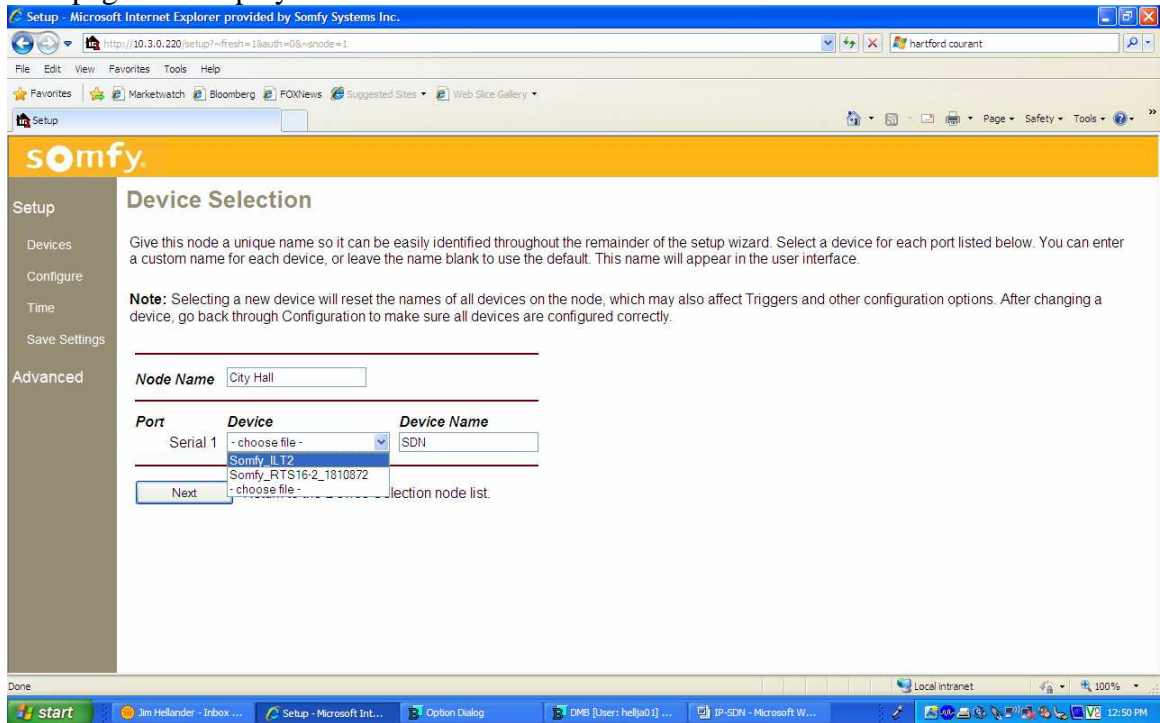 Setup - Microsoft Internet Explorer provided by Somfy Systems Inc.
http://10.3.0.220/setup?~fresh=1&auth=0&~snode=1
hartford courant
File Edit View Favorites Tools Help
Favorites Marketwatch Bloomberg FOXNews Suggested Sites Web Slice Gallery
Setup
Page Safety Tools
somfy.
Setup
Devices
Configure
Time
Save Settings
Advanced
Device Selection
Give this node a unique name so it can be easily identified throughout the remainder of the setup wizard. Select a device for each port listed below. You can enter
a custom name for each device, or leave the name blank to use the default. This name will appear in the user interface.
Note: Selecting a new device will reset the names of all devices on the node, which may also affect Triggers and other configuration options. After changing a
device, go back through Configuration to make sure all devices are configured correctly.
Node Name City Hall
Port Device Device Name
Serial 1 - choose file - SDN
Somfy_ILT2
Somfy_RTS16-2_1810872
- choose file -
Next lection node list.
Done
Local intranet 100%
start Jim Hellander - Inbox ... Setup - Microsoft Int... Option Dialog DMB [User: hellja01] ... IP-SDN - Microsoft W... 12:50 PM